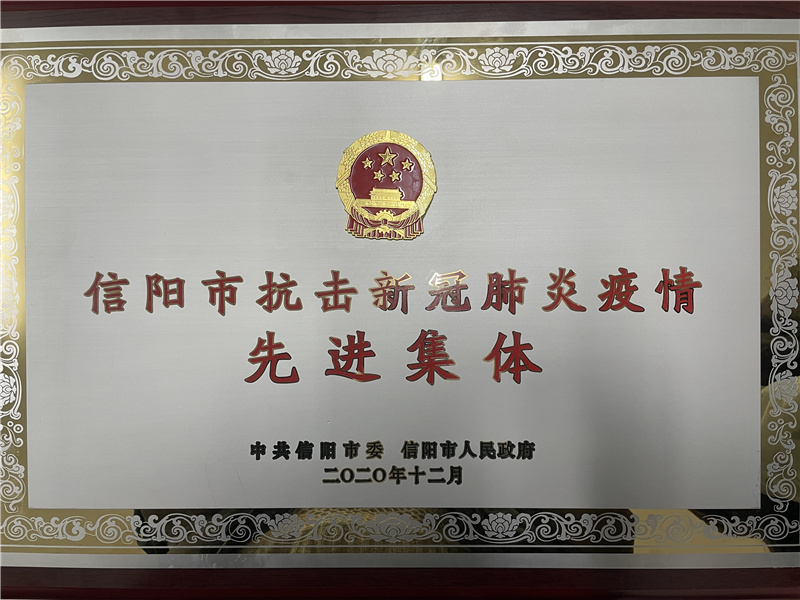 信阳市抗击新冠肺炎疫情
先进集体
中共信阳市委 信阳市人民政府
二〇二〇年十二月